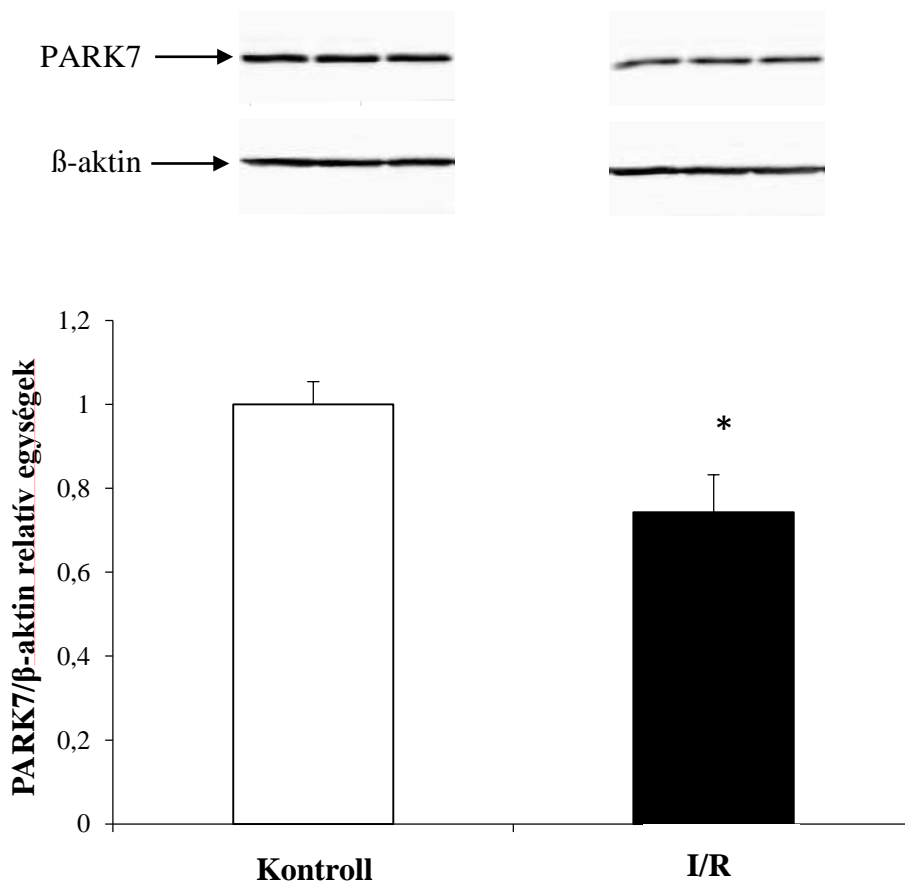 PARK7
ß-aktin
PARK7/β-aktin relatív egységek
1,2
1
0,8
0,6
0,4
0,2
0
*
Kontroll
I/R